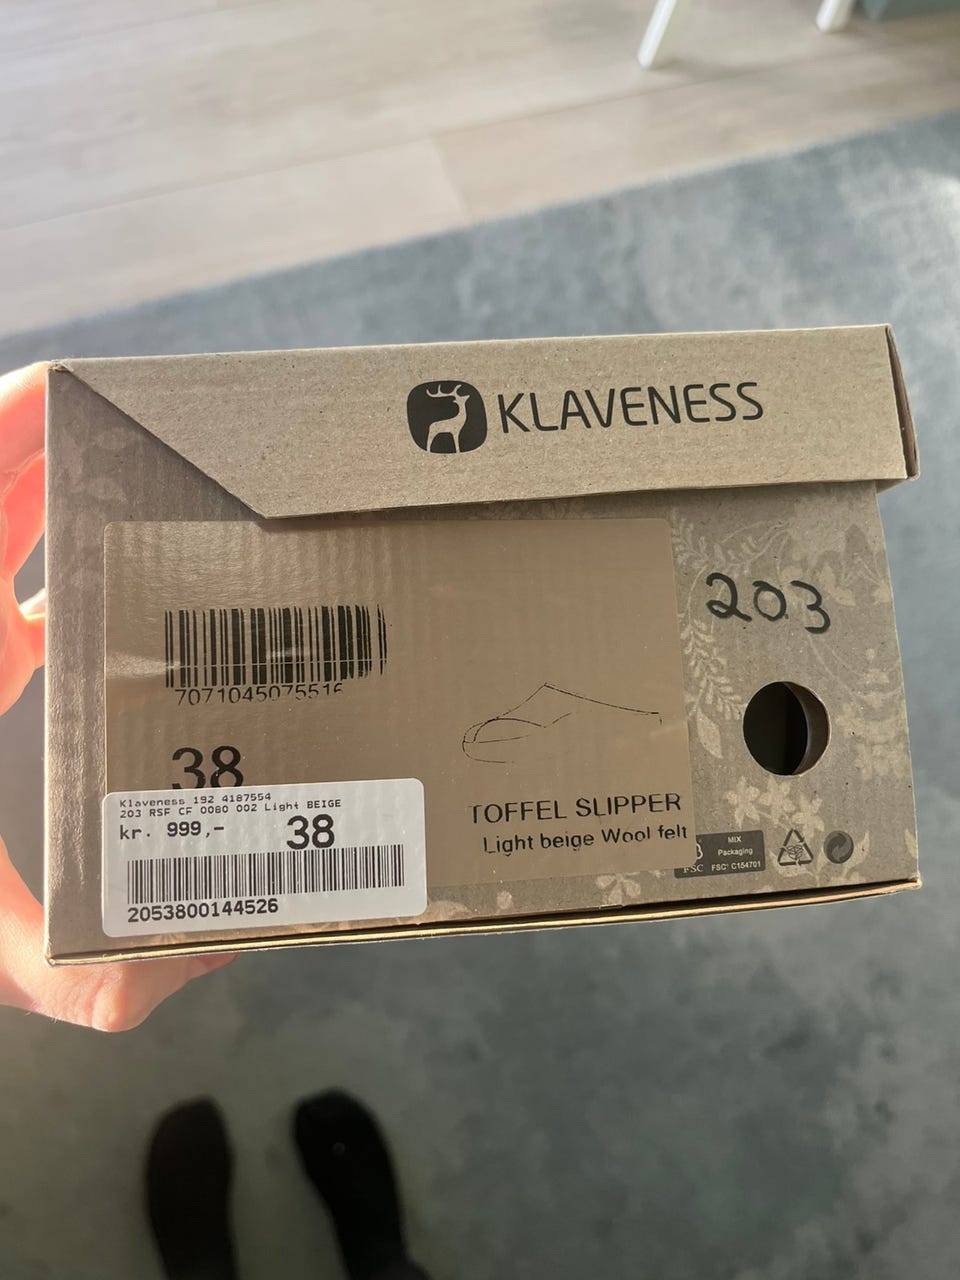 KLAVENESS
203
7071045075516
38
TOFFEL SLIPPER
Light beige Wool felt
Klaveness 192 4187554
203 RSF CF 0080 002 Light BEIGE
kr. 999,-
38
2053800144526
FSC
MIX
Packaging
FSC® C154701